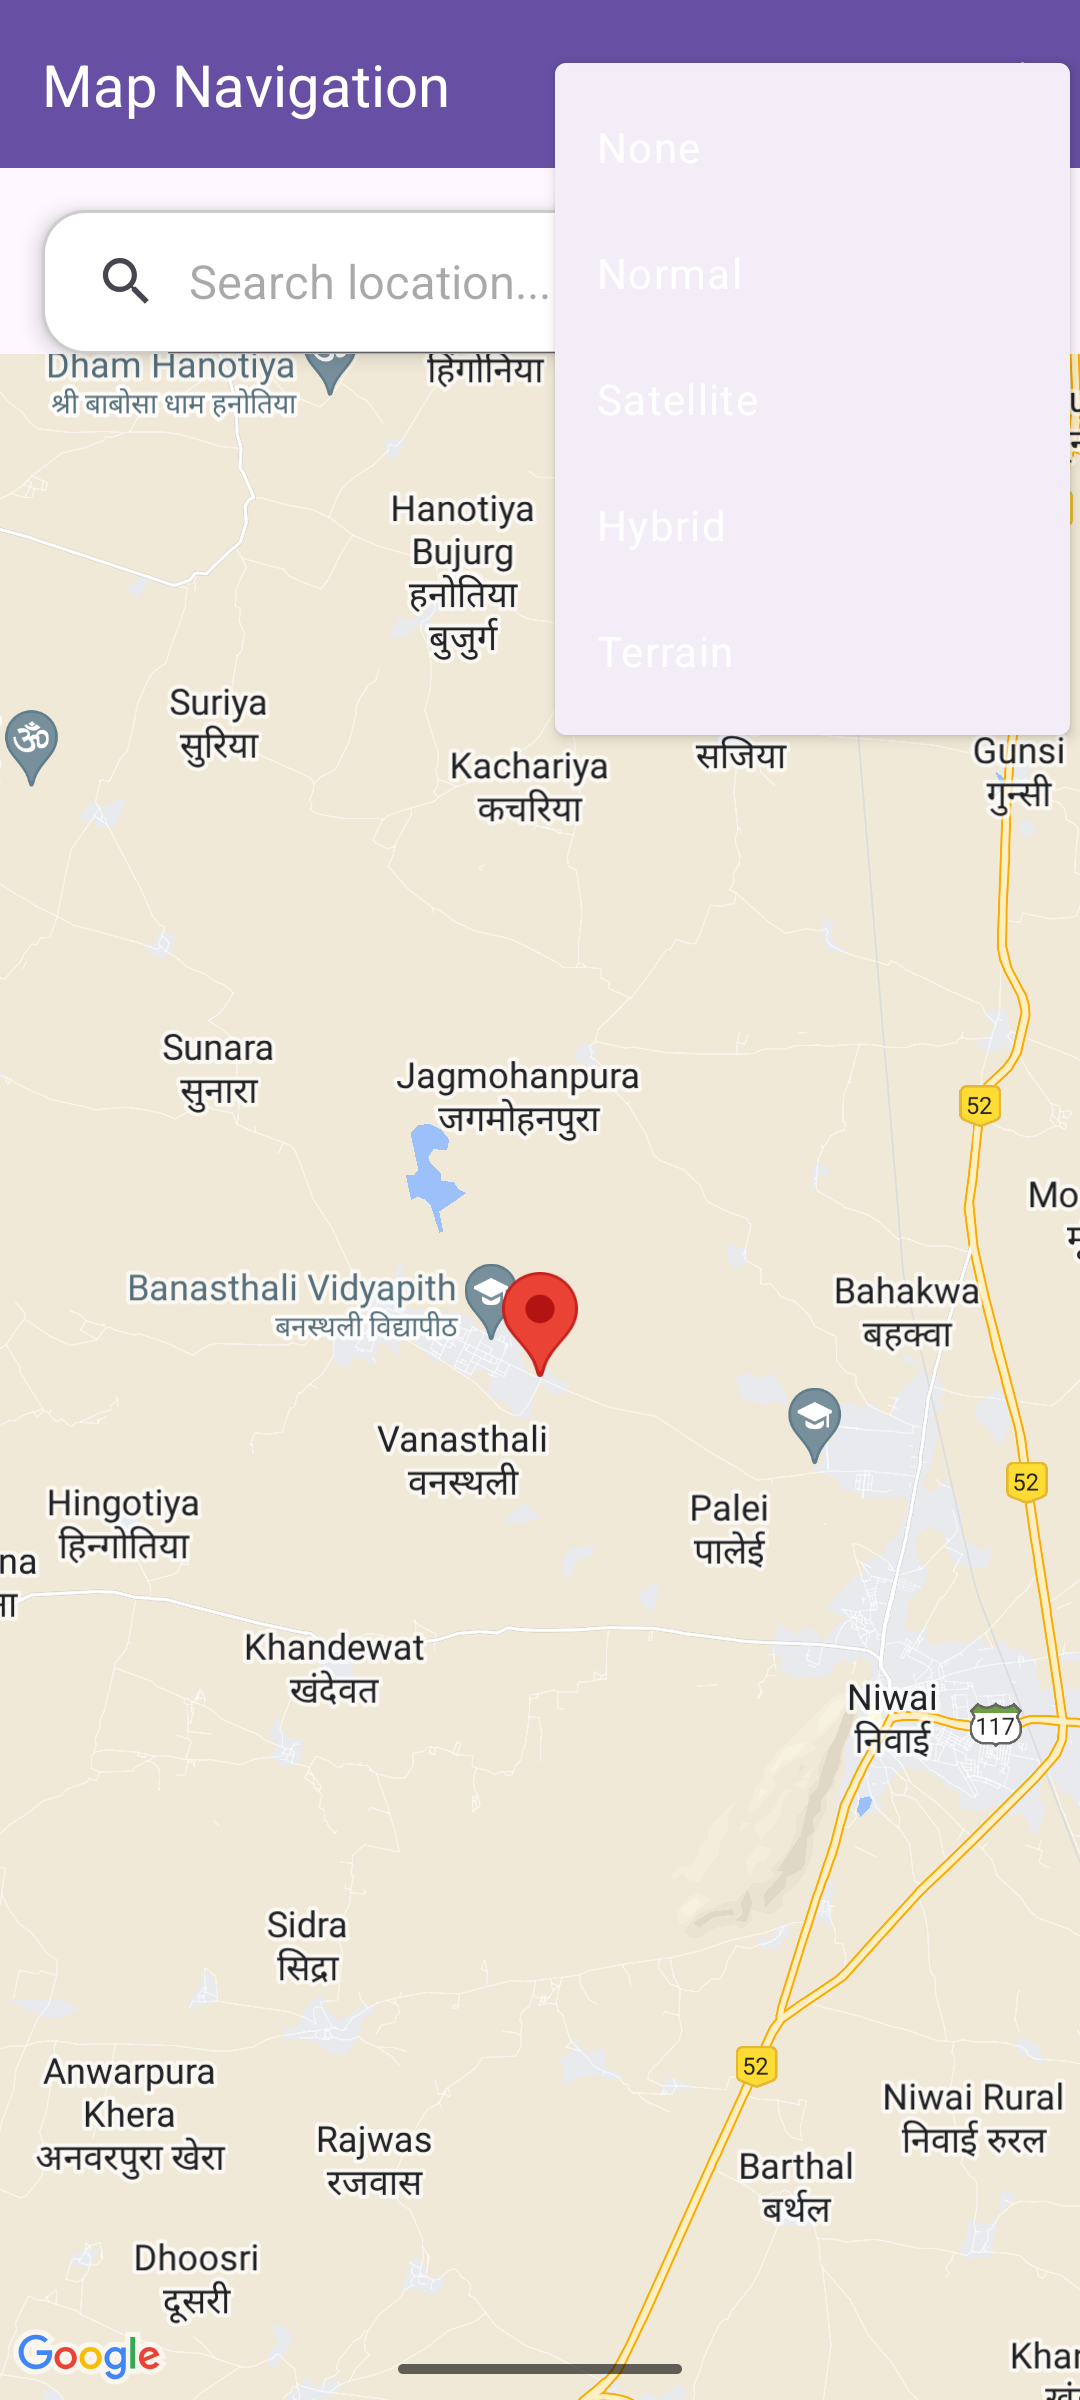 Map Navigation
None
Normal
Satellite
Hybrid
Terrain
Search location...
Dham Hanotiya
श्री बाबोसा धाम हनोतिया
हिंगोनिया
Hanotiya
Bujurg
हनोतिया
बुजुर्ग
Suriya
सुरिया
Kachariya
कचरिया
सजिया
Gunsi
गुन्सी
Sunara
सुनारा
Jagmohanpura
जगमोहनपुरा
52
Mo
Banasthali Vidyapith
बनस्थली विद्यापीठ
Bahakwa
बहक्वा
Vanasthali
वनस्थली
52
Palei
पालेई
Hingotiya
हिन्गोतिया
na
Khandewat
खंदेवत
Niwai
निवाई
117
Sidra
सिद्रा
52
Anwarpura
Khera
अनवरपुरा खेरा
Rajwas
रजवास
Niwai Rural
निवाई रुरल
Barthal
बर्थल
Dhoosri
दूसरी
Google
Khar